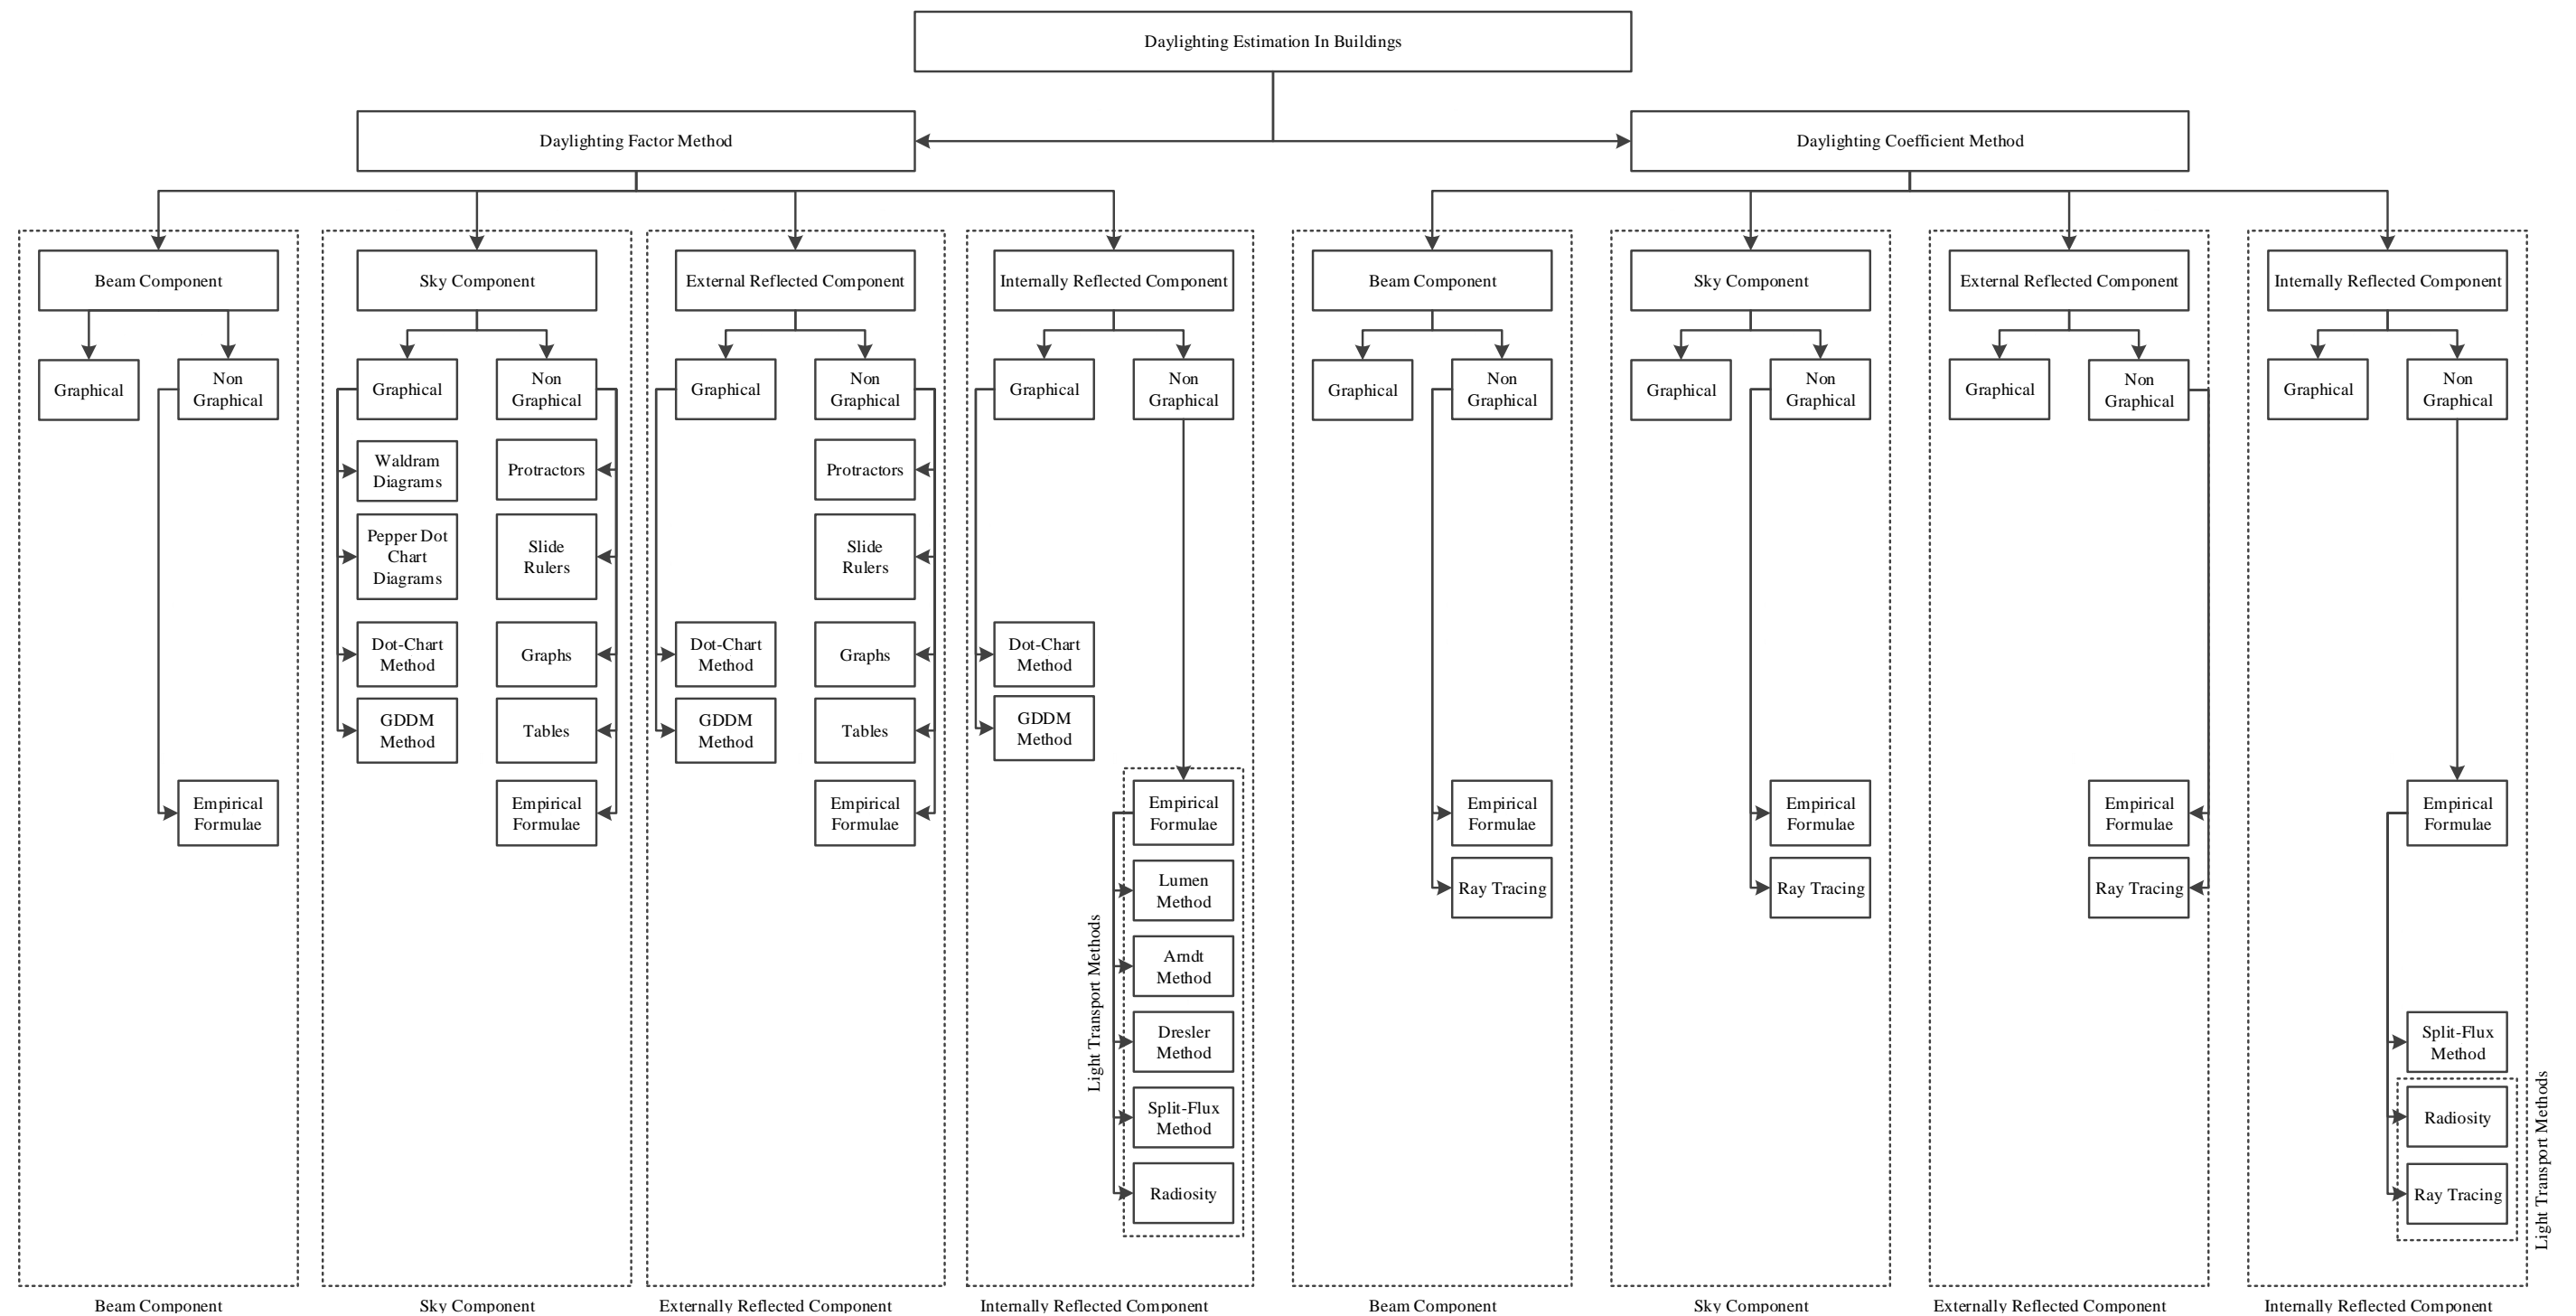 Daylighting Estimation In Buildings
Daylighting Factor Method
Daylighting Coefficient Method
Beam Component
Sky Component
External Reflected Component
Internally Reflected Component
Beam Component
Sky Component
External Reflected Component
Internally Reflected Component
Graphical
Non
Graphical
Graphical
Non
Graphical
Graphical
Non
Graphical
Graphical
Non
Graphical
Graphical
Non
Graphical
Graphical
Non
Graphical
Graphical
Non
Graphical
Graphical
Non
Graphical
Waldram
Diagrams
Protractors
Protractors
Pepper Dot
Chart
Diagrams
Slide
Rulers
Slide
Rulers
Dot-Chart
Method
Graphs
Dot-Chart
Method
Graphs
Dot-Chart
Method
GDDM
Method
Tables
GDDM
Method
Tables
GDDM
Method
Empirical
Formulae
Empirical
Formulae
Empirical
Formulae
Empirical
Formulae
Empirical
Formulae
Empirical
Formulae
Empirical
Formulae
Empirical
Formulae
Lumen
Method
Ray Tracing
Ray Tracing
Ray Tracing
Light Transport Methods
Arndt
Method
Dresler
Method
Split-Flux
Method
Split-Flux
Method
Radiosity
Radiosity
Ray Tracing
Light Transport Methods
Beam Component
Sky Component
Externally Reflected Component
Internally Reflected Component
Beam Component
Sky Component
Externally Reflected Component
Internally Reflected Component